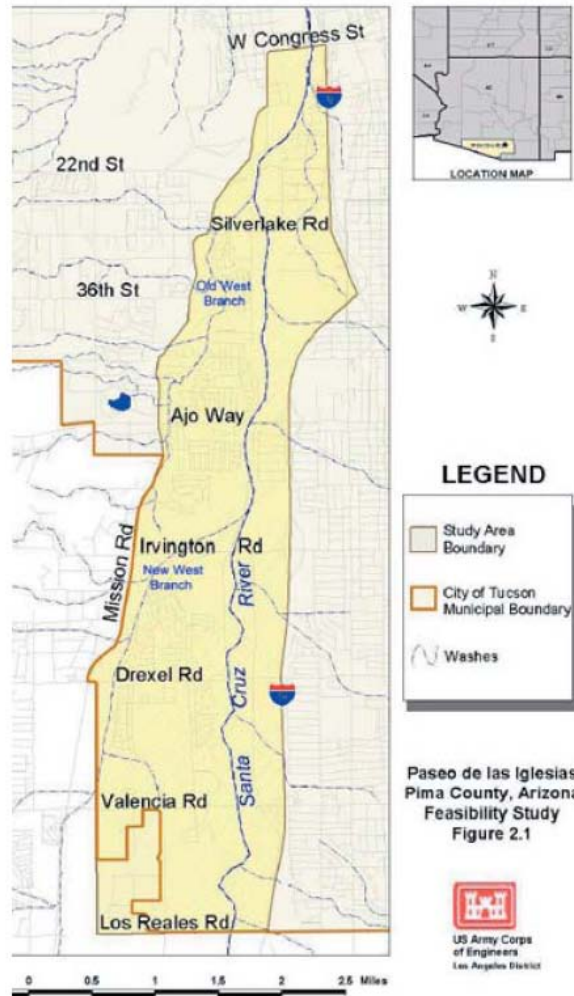 W Congress St
22nd St
Silverlake Rd
36th St
Old West
Branch
Ajo Way
Mission Rd
Irvington Rd
New West
Branch
Santa Cruz River
Drexel Rd
Valencia Rd
Los Reales Rd
0 0.5 1 1.5 2 2.5 Miles
LOCATION MAP
N
W E
S
LEGEND
Study Area
Boundary
City of Tucson
Municipal Boundary
Washes
Paseo de las Iglesias
Pima County, Arizona
Feasibility Study
Figure 2.1
US Army Corps
of Engineers
Los Angeles District